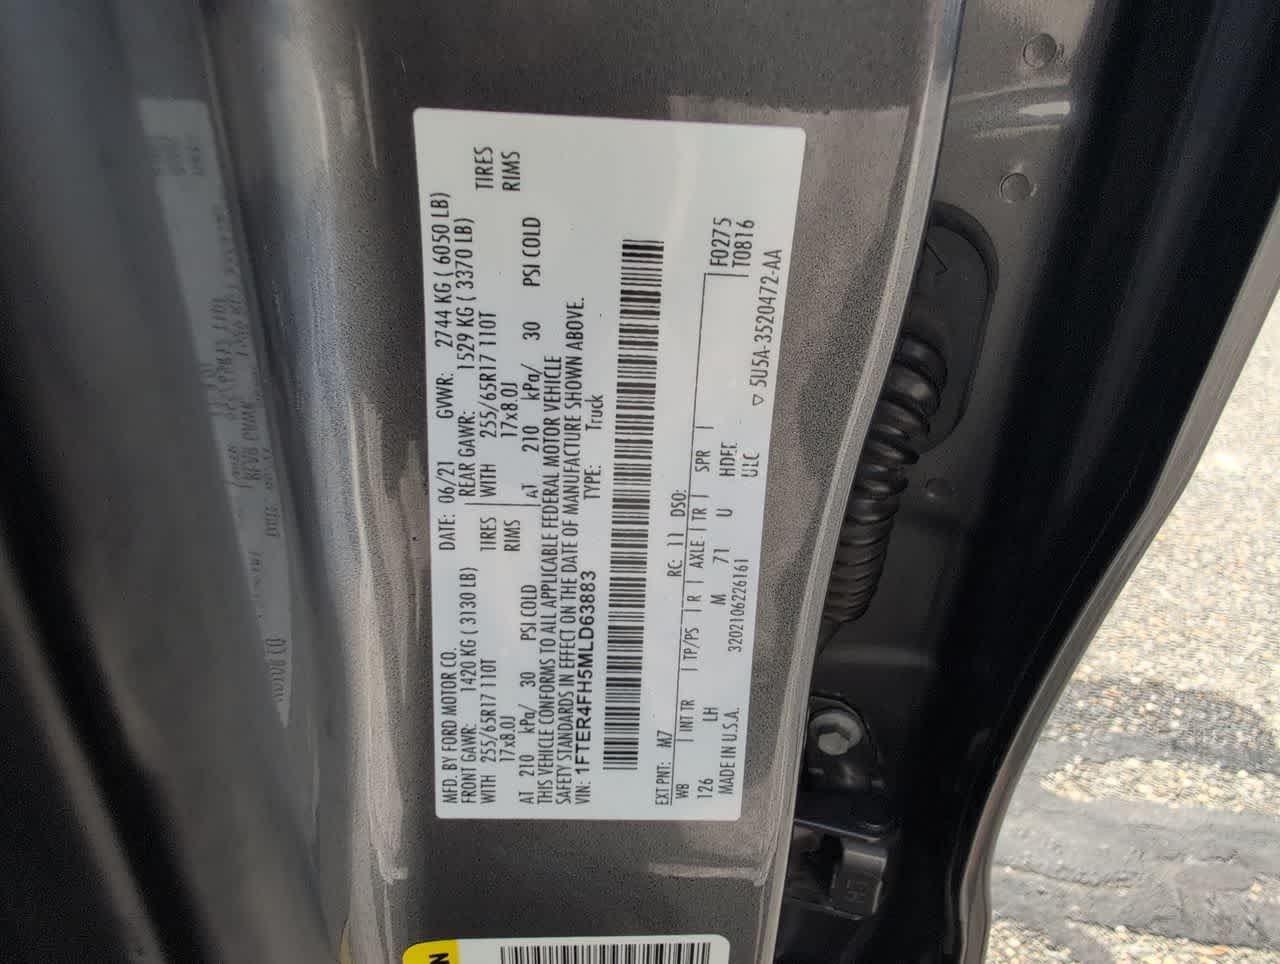 MFD. BY FORD MOTOR CO.
DATE: 06/21 GVWR: 2744 KG ( 6050 LB)
FRONT GAWR: 1420 KG ( 3130 LB)
REAR GAWR: 1529 KG ( 3370 LB)
WITH 255/65R17 110T TIRES
WITH 255/65R17 110T TIRES
17x8.0J RIMS
17x8.0J RIMS
AT 210 kPa/ 30 PSI COLD
AT 210 kPa/ 30 PSI COLD
THIS VEHICLE CONFORMS TO ALL APPLICABLE FEDERAL MOTOR VEHICLE
SAFETY STANDARDS IN EFFECT ON THE DATE OF MANUFACTURE SHOWN ABOVE.
VIN: 1FTER4FH5MLD63883 TYPE: Truck
EXT PNT: M7 RC: 11 DSO: F0275
WB INT TR TP/PS R AXLE TR SPR T0816
126 LH M 71 U HDEC
MADE IN U.S.A. 3202106226161 ULC
▽ 5U5A-3520472-AA